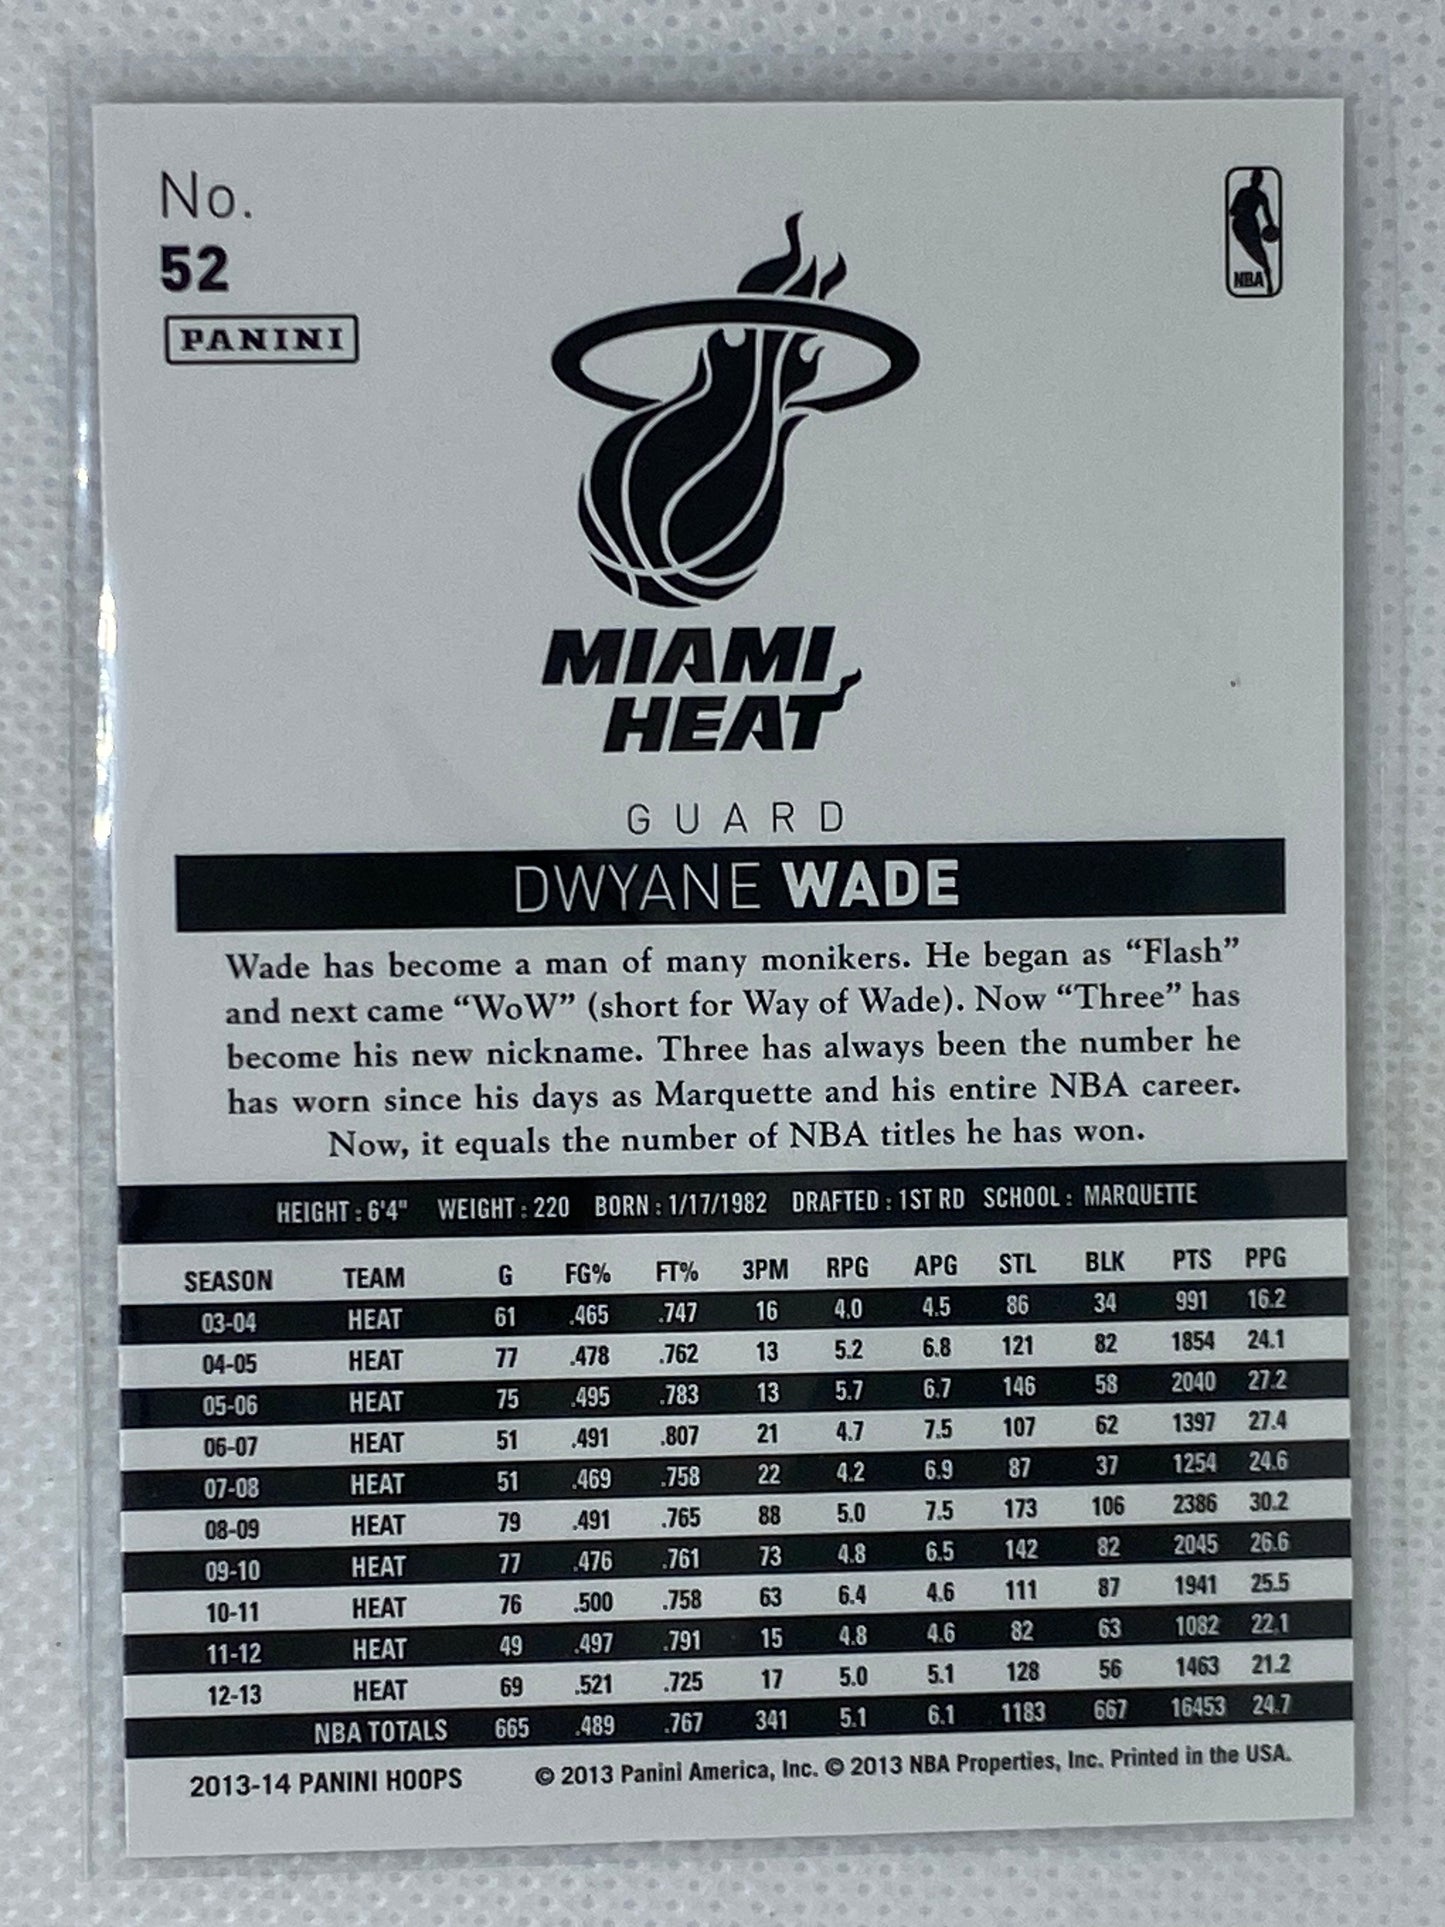 No.
52
PANINI
NBA
MIAMI
HEAT
GUARD
DWYANE WADE
Wade has become a man of many monikers. He began as “Flash”
and next came “WoW” (short for Way of Wade). Now “Three” has
become his new nickname. Three has always been the number he
has worn since his days as Marquette and his entire NBA career.
Now, it equals the number of NBA titles he has won.
HEIGHT : 6'4" WEIGHT : 220 BORN : 1/17/1982 DRAFTED : 1ST RD SCHOOL : MARQUETTE
SEASON TEAM G FG% FT% 3PM RPG APG STL BLK PTS PPG
03-04 HEAT 61 .465 .747 16 4.0 4.5 86 34 991 16.2
04-05 HEAT 77 .478 .762 13 5.2 6.8 121 82 1854 24.1
05-06 HEAT 75 .495 .783 13 5.7 6.7 146 58 2040 27.2
06-07 HEAT 51 .491 .807 21 4.7 7.5 107 62 1397 27.4
07-08 HEAT 51 .469 .758 22 4.2 6.9 87 37 1254 24.6
08-09 HEAT 79 .491 .765 88 5.0 7.5 173 106 2386 30.2
09-10 HEAT 77 .476 .761 73 4.8 6.5 142 82 2045 26.6
10-11 HEAT 76 .500 .758 63 6.4 4.6 111 87 1941 25.5
11-12 HEAT 49 .497 .791 15 4.8 4.6 82 63 1082 22.1
12-13 HEAT 69 .521 .725 17 5.0 5.1 128 56 1463 21.2
NBA TOTALS 665 .489 .767 341 5.1 6.1 1183 667 16453 24.7
2013-14 PANINI HOOPS © 2013 Panini America, Inc. © 2013 NBA Properties, Inc. Printed in the USA.